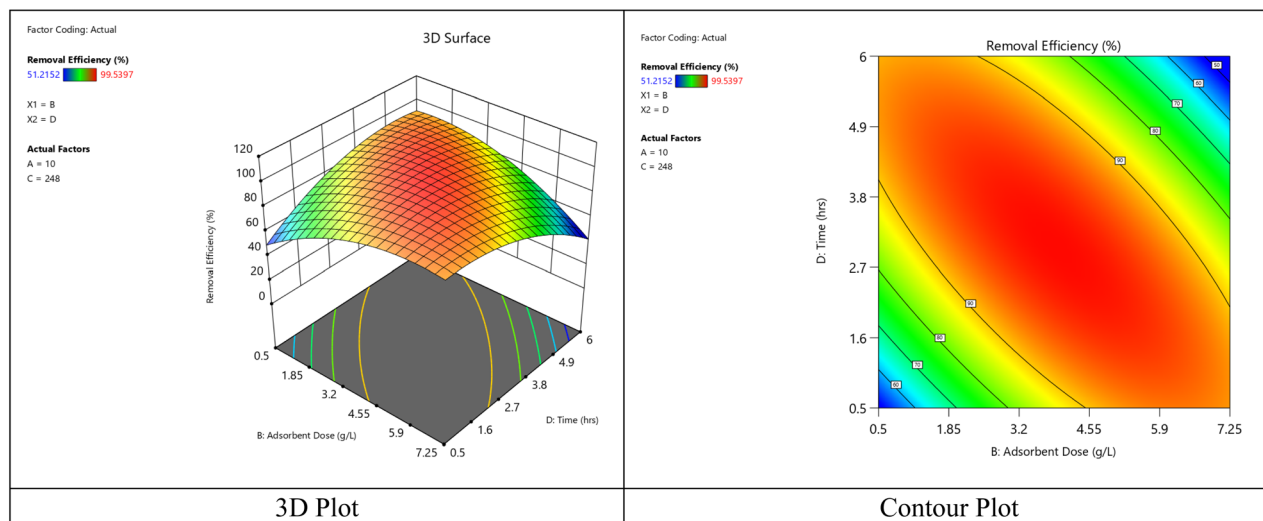 Factor Coding: Actual
Removal Efficiency (%)
51.2152 99.5397
X1 = B
X2 = D
Actual Factors
A = 10
C = 248
3D Surface
Removal Efficiency (%)
120
100
80
60
40
20
0
0.5
1.85
3.2
4.55
5.9
7.25
B: Adsorbent Dose (g/L)
0.5
1.6
2.7
3.8
4.9
6
D: Time (hrs)
3D Plot
Factor Coding: Actual
Removal Efficiency (%)
51.2152 99.5397
X1 = B
X2 = D
Actual Factors
A = 10
C = 248
Removal Efficiency (%)
D: Time (hrs)
6
4.9
3.8
2.7
1.6
0.5
50
60
70
80
90
90
80
70
60
0.5 1.85 3.2 4.55 5.9 7.25
B: Adsorbent Dose (g/L)
Contour Plot